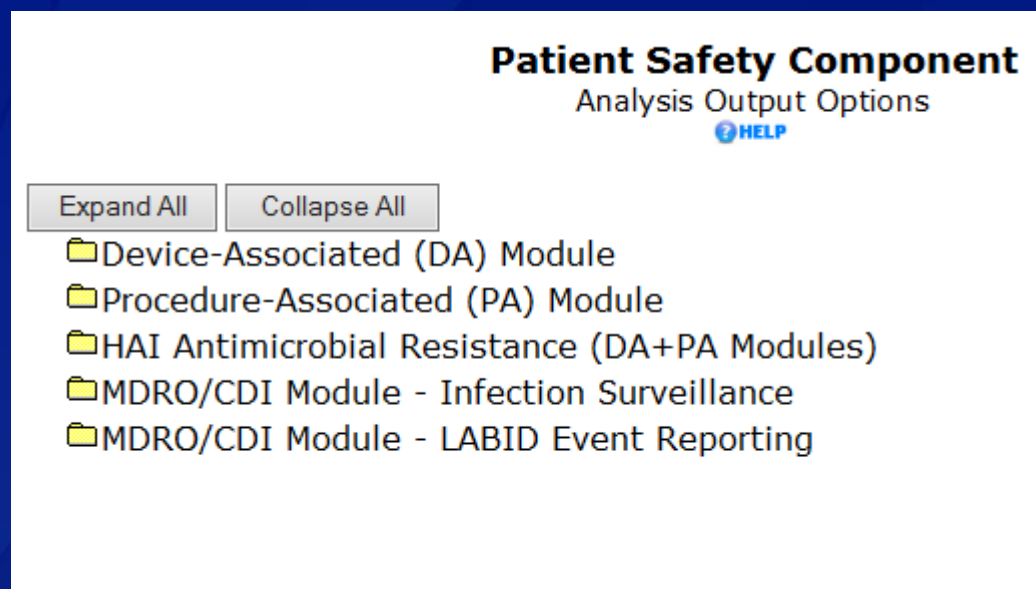 Patient Safety Component
Analysis Output Options
?HELP
Expand All Collapse All
Device-Associated (DA) Module
Procedure-Associated (PA) Module
HAI Antimicrobial Resistance (DA+PA Modules)
MDRO/CDI Module - Infection Surveillance
MDRO/CDI Module - LABID Event Reporting